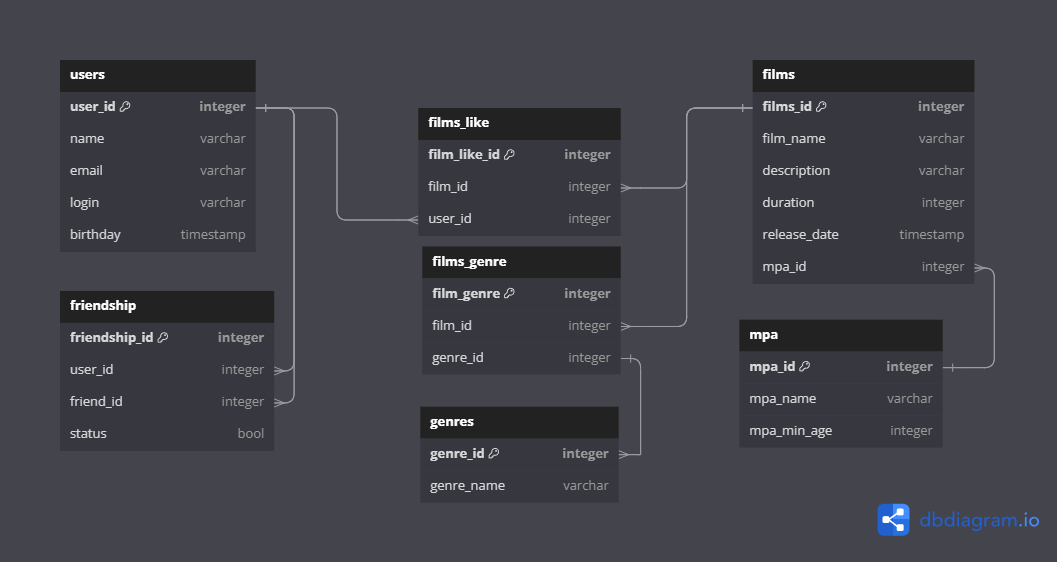 users
user_id integer
name varchar
email varchar
login varchar
birthday timestamp
friendship
friendship_id integer
user_id integer
friend_id integer
status bool
films_like
film_like_id integer
film_id integer
user_id integer
films_genre
film_genre integer
film_id integer
genre_id integer
genres
genre_id integer
genre_name varchar
films
films_id integer
film_name varchar
description varchar
duration integer
release_date timestamp
mpa_id integer
mpa
mpa_id integer
mpa_name varchar
mpa_min_age integer
dbdiagram.io